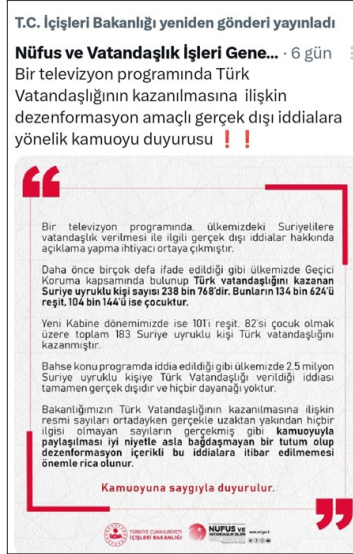 T.C. İçişleri Bakanlığı yeniden gönderi yayınladı
Nüfus ve Vatandaşlık İşleri Gene... · 6 gün
Bir televizyon programında Türk
Vatandaşlığının kazanılmasına ilişkin
dezenformasyon amaçlı gerçek dışı iddialara
yönelik kamuoyu duyurusu ❗❗
Bir televizyon programında, ülkemizdeki Suriyelilere
vatandaşlık verilmesi ile ilgili gerçek dışı iddialar hakkında
açıklama yapma ihtiyacı ortaya çıkmıştır.
Daha önce birçok defa ifade edildiği gibi ülkemizde Geçici
Koruma kapsamında bulunup Türk vatandaşlığını kazanan
Suriye uyruklu kişi sayısı 238 bin 768'dir. Bunların 134 bin 624'ü
reşit, 104 bin 144'ü ise çocuktur.
Yeni Kabine dönemimizde ise 101'i reşit, 82'si çocuk olmak
üzere toplam 183 Suriye uyruklu kişi Türk vatandaşlığını
kazanmıştır.
Bahse konu programda iddia edildiği gibi ülkemizde 2,5 milyon
Suriye uyruklu kişiye Türk Vatandaşlığı verildiği iddiası
tamamen gerçek dışıdır ve hiçbir dayanağı yoktur.
Bakanlığımızın Türk Vatandaşlığının kazanılmasına ilişkin
resmi sayıları ortadayken gerçekle uzaktan yakından hiçbir
ilgisi olmayan sayıların gerçekmiş gibi kamuoyuyla
paylaşılması iyi niyetle asla bağdaşmayan bir tutum olup
dezenformasyon içerikli bu iddialara itibar edilmemesi
önemle rica olunur.
Kamuoyuna saygıyla duyurulur.
TÜRKİYE CUMHURİYETİ
İÇİŞLERİ BAKANLIĞI
NÜFUS VE
VATANDAŞLIK İŞLERİ